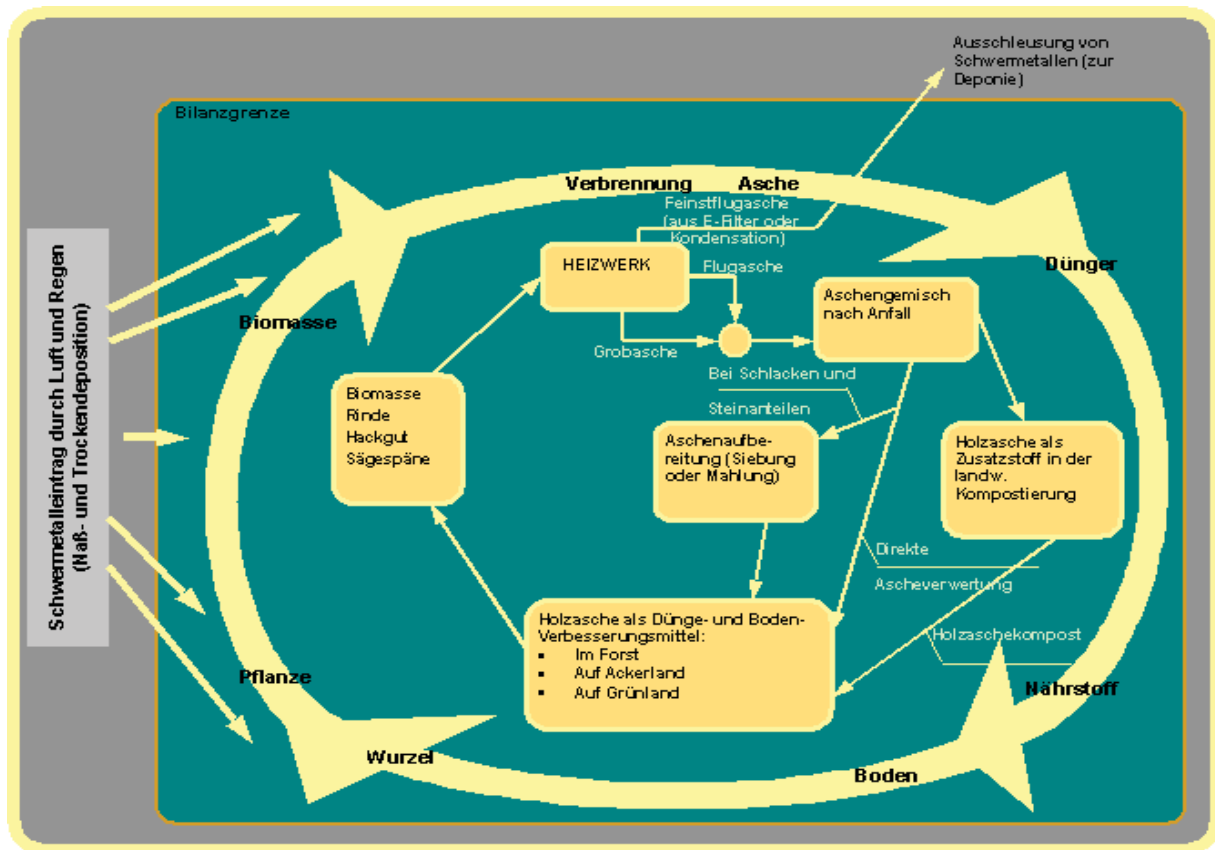 Ausschleusung von
Schwermetallen (zur
Deponie)
Bilanzgrenze
Verbrennung Asche
Feinstflugasche
(aus E-Filter oder
Kondensation)
HEIZWERK
Flugasche
Dünger
Aschengemisch
nach Anfall
Biomasse
Grobasche
Schwermetalleintrag durch Luft und Regen
(Naß- und Trockendeposition)
Bei Schlacken und
Steinanteilen
Biomasse
Rinde
Hackgut
Sägespäne
Aschenaufbe-
reitung (Siebung
oder Mahlung)
Holzasche als
Zusatzstoff in der
landw.
Kompostierung
Direkte
Ascheverwertung
Holzasche als Dünge- und Boden-
Verbesserungsmittel:
▪ Im Forst
▪ Auf Ackerland
▪ Auf Grünland
Holzaschekompost
Pflanze
Nährstoff
Wurzel
Boden